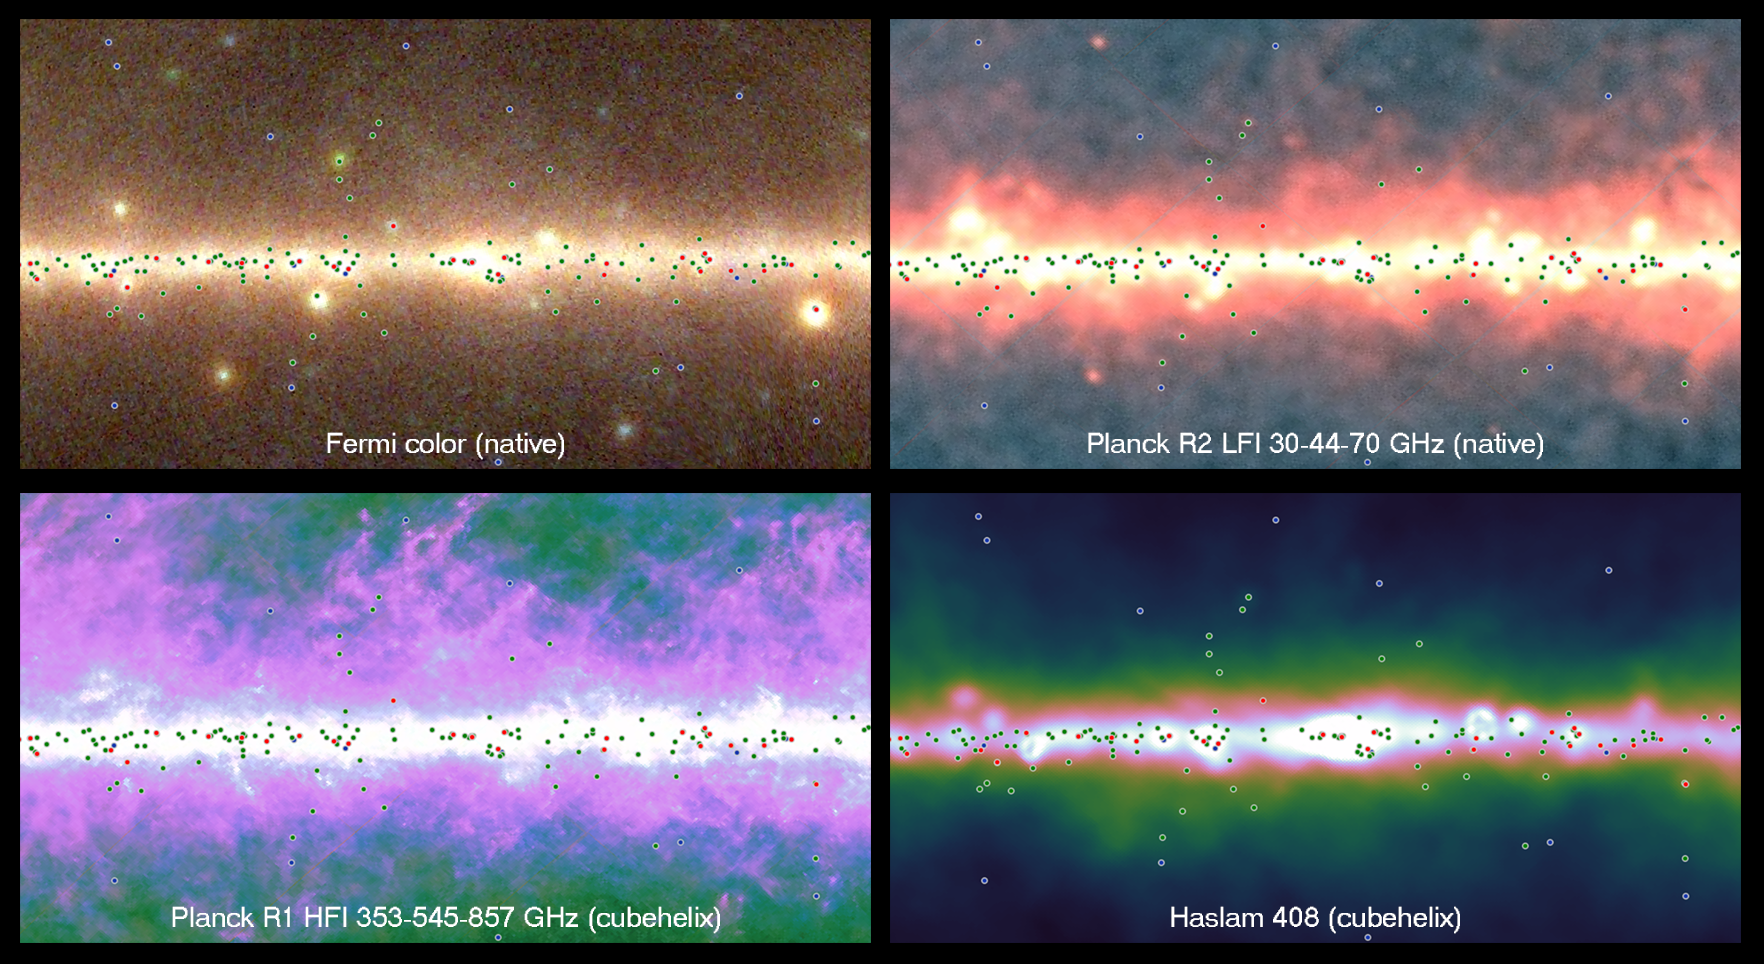 Fermi color (native)
Planck R2 LFI 30-44-70 GHz (native)
Planck R1 HFI 353-545-857 GHz (cubehelix)
Haslam 408 (cubehelix)